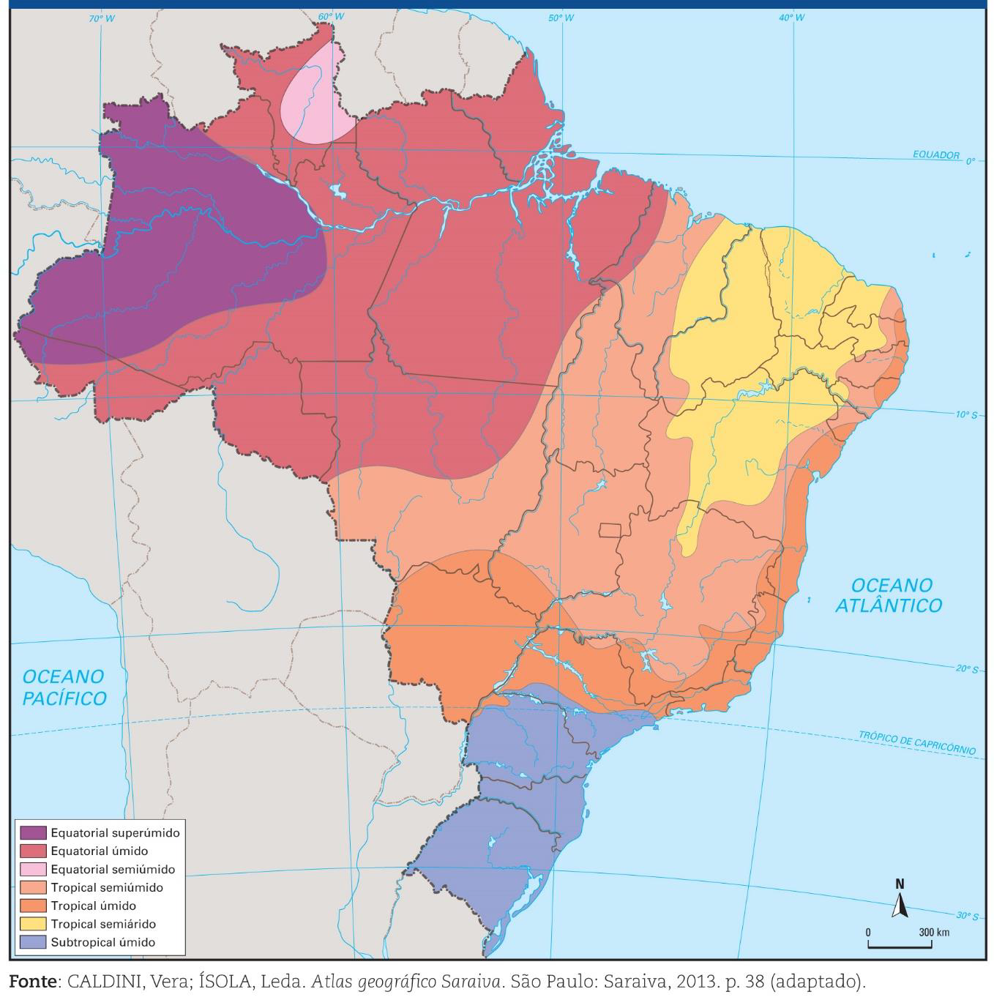 70° W
60° W
50° W
40° W
EQUADOR
0°
10° S
OCEANO
ATLÂNTICO
20° S
OCEANO
PACÍFICO
TRÓPICO DE CAPRICÓRNIO
Equatorial superúmido
Equatorial úmido
Equatorial semiúmido
Tropical semiúmido
Tropical úmido
Tropical semiárido
Subtropical úmido
N
30° S
0 300 km
Fonte: CALDINI, Vera; ÍSOLA, Leda. Atlas geográfico Saraiva. São Paulo: Saraiva, 2013. p. 38 (adaptado).